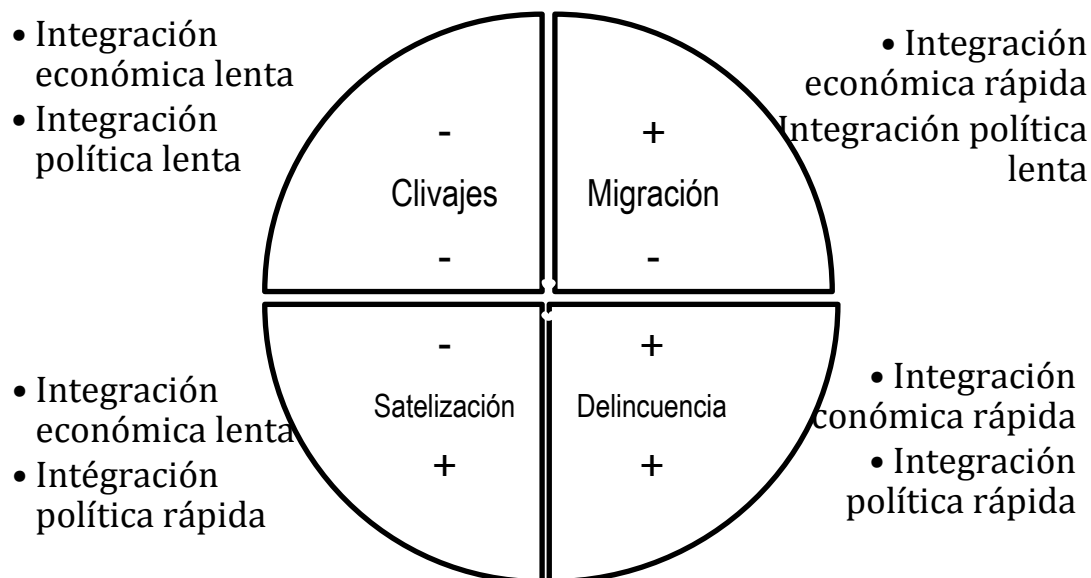 • Integración
económica lenta
• Integración
política lenta
-
Clivajes
-
+
Migración
-
• Integración
económica rápida
Integración política
lenta
• Integración
económica lenta
• Intégración
política rápida
-
Satelización
+
+
Delincuencia
+
• Integración
conómica rápida
• Integración
política rápida